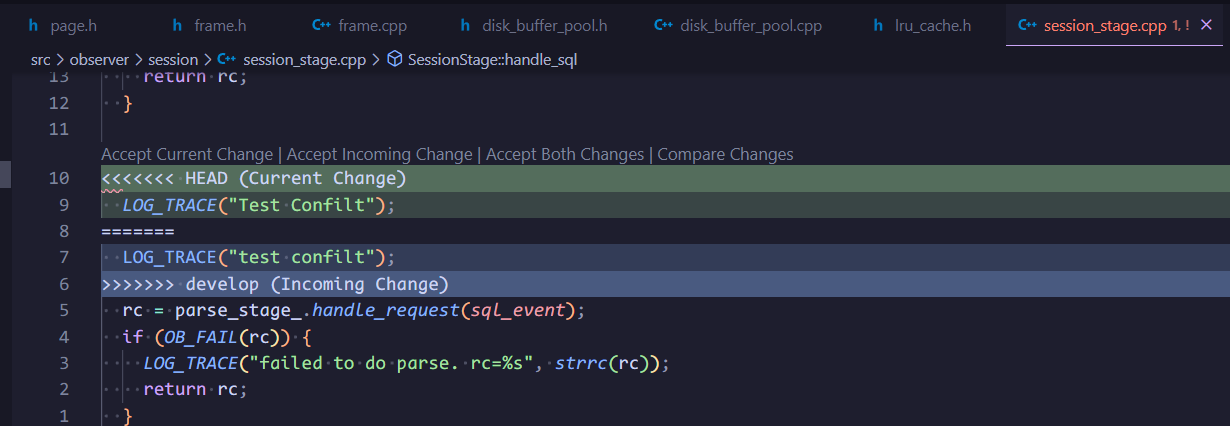 page.h frame.h frame.cpp disk_buffer_pool.h disk_buffer_pool.cpp lru_cache.h session_stage.cpp 1, !
src > observer > session > session_stage.cpp > SessionStage::handle_sql
13 return rc;
12 }
11
Accept Current Change | Accept Incoming Change | Accept Both Changes | Compare Changes
10 <<<<<<< HEAD (Current Change)
9 LOG_TRACE("Test Confilt");
8 =======
7 LOG_TRACE("test confilt");
6 >>>>>>> develop (Incoming Change)
5 rc = parse_stage_.handle_request(sql_event);
4 if (OB_FAIL(rc)) {
3 LOG_TRACE("failed to do parse. rc=%s", strrc(rc));
2 return rc;
1 }